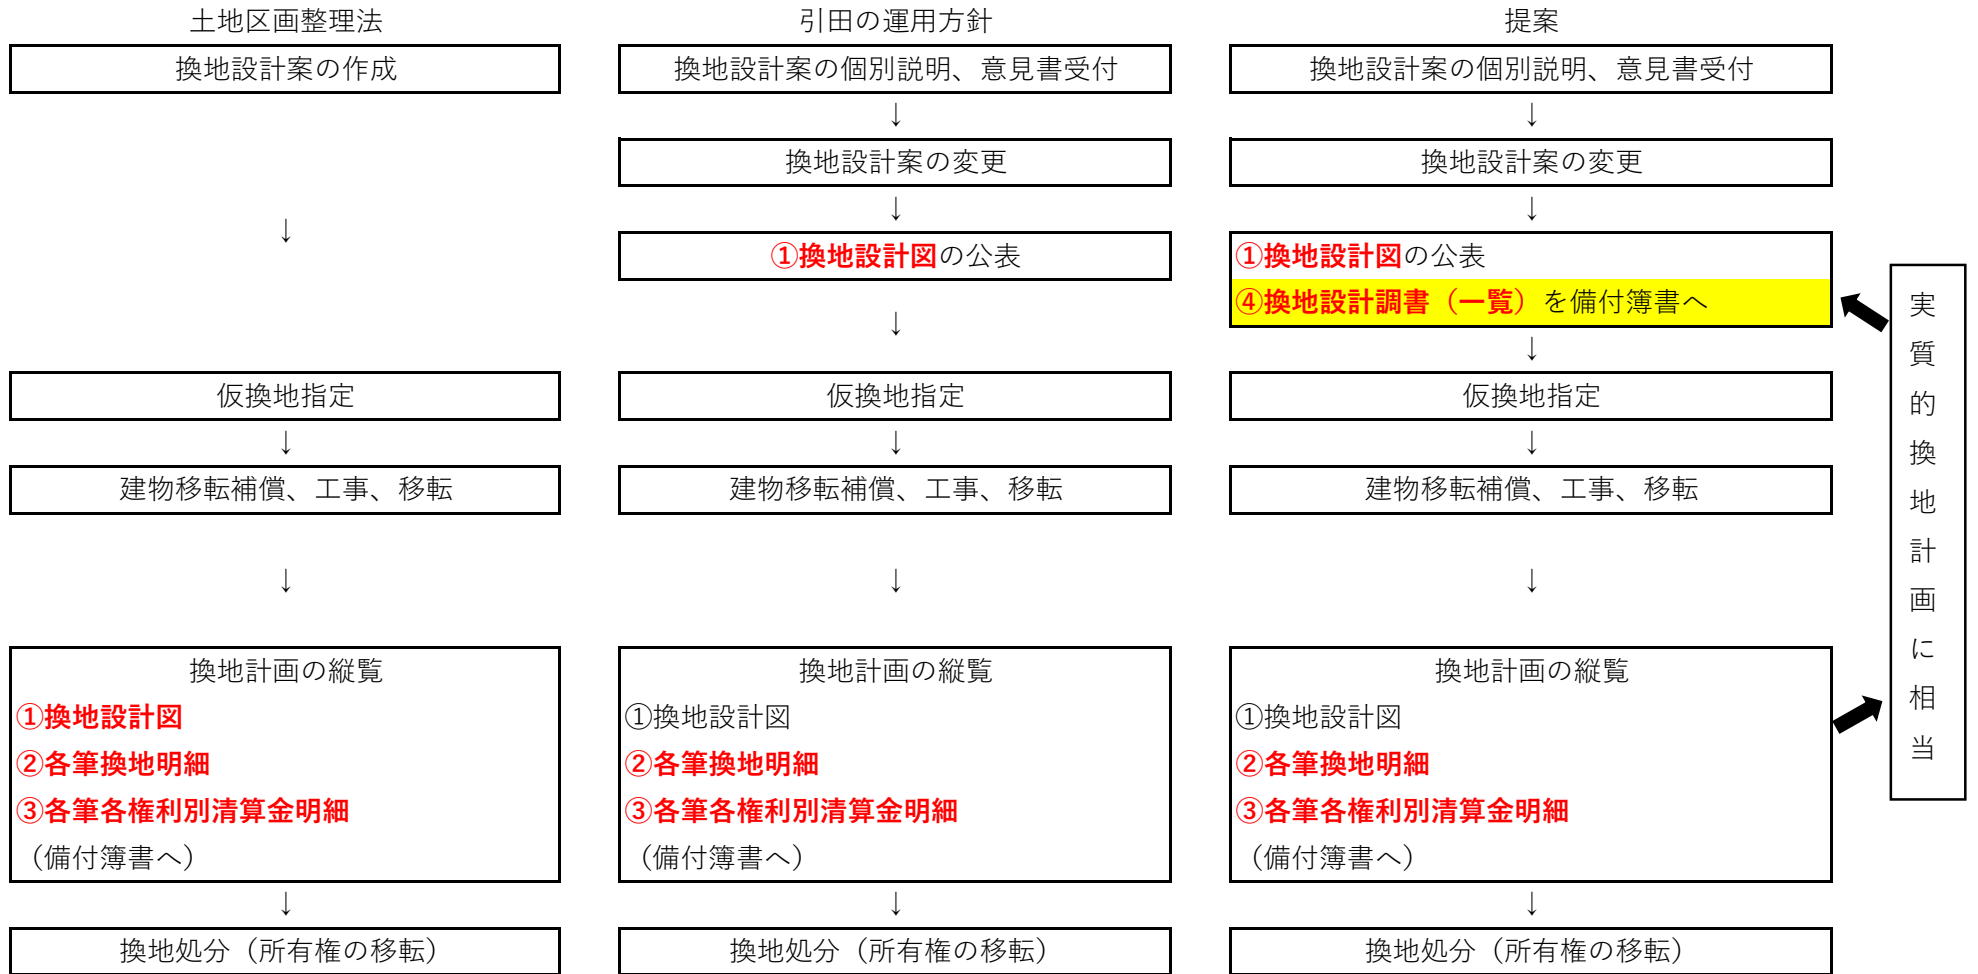 土地区画整理法
換地設計案の作成
↓
仮換地指定
↓
建物移転補償、工事、移転
↓
換地計画の縦覧
①換地設計図
②各筆換地明細
③各筆各権利別清算金明細
（備付簿書へ）
↓
換地処分（所有権の移転）
引田の運用方針
換地設計案の個別説明、意見書受付
↓
換地設計案の変更
↓
①換地設計図の公表
↓
仮換地指定
↓
建物移転補償、工事、移転
↓
換地計画の縦覧
①換地設計図
②各筆換地明細
③各筆各権利別清算金明細
（備付簿書へ）
↓
換地処分（所有権の移転）
提案
換地設計案の個別説明、意見書受付
↓
換地設計案の変更
↓
①換地設計図の公表
④換地設計調書（一覧）を備付簿書へ
↓
仮換地指定
↓
建物移転補償、工事、移転
↓
換地計画の縦覧
①換地設計図
②各筆換地明細
③各筆各権利別清算金明細
（備付簿書へ）
↓
換地処分（所有権の移転）
実質的換地計画に相当